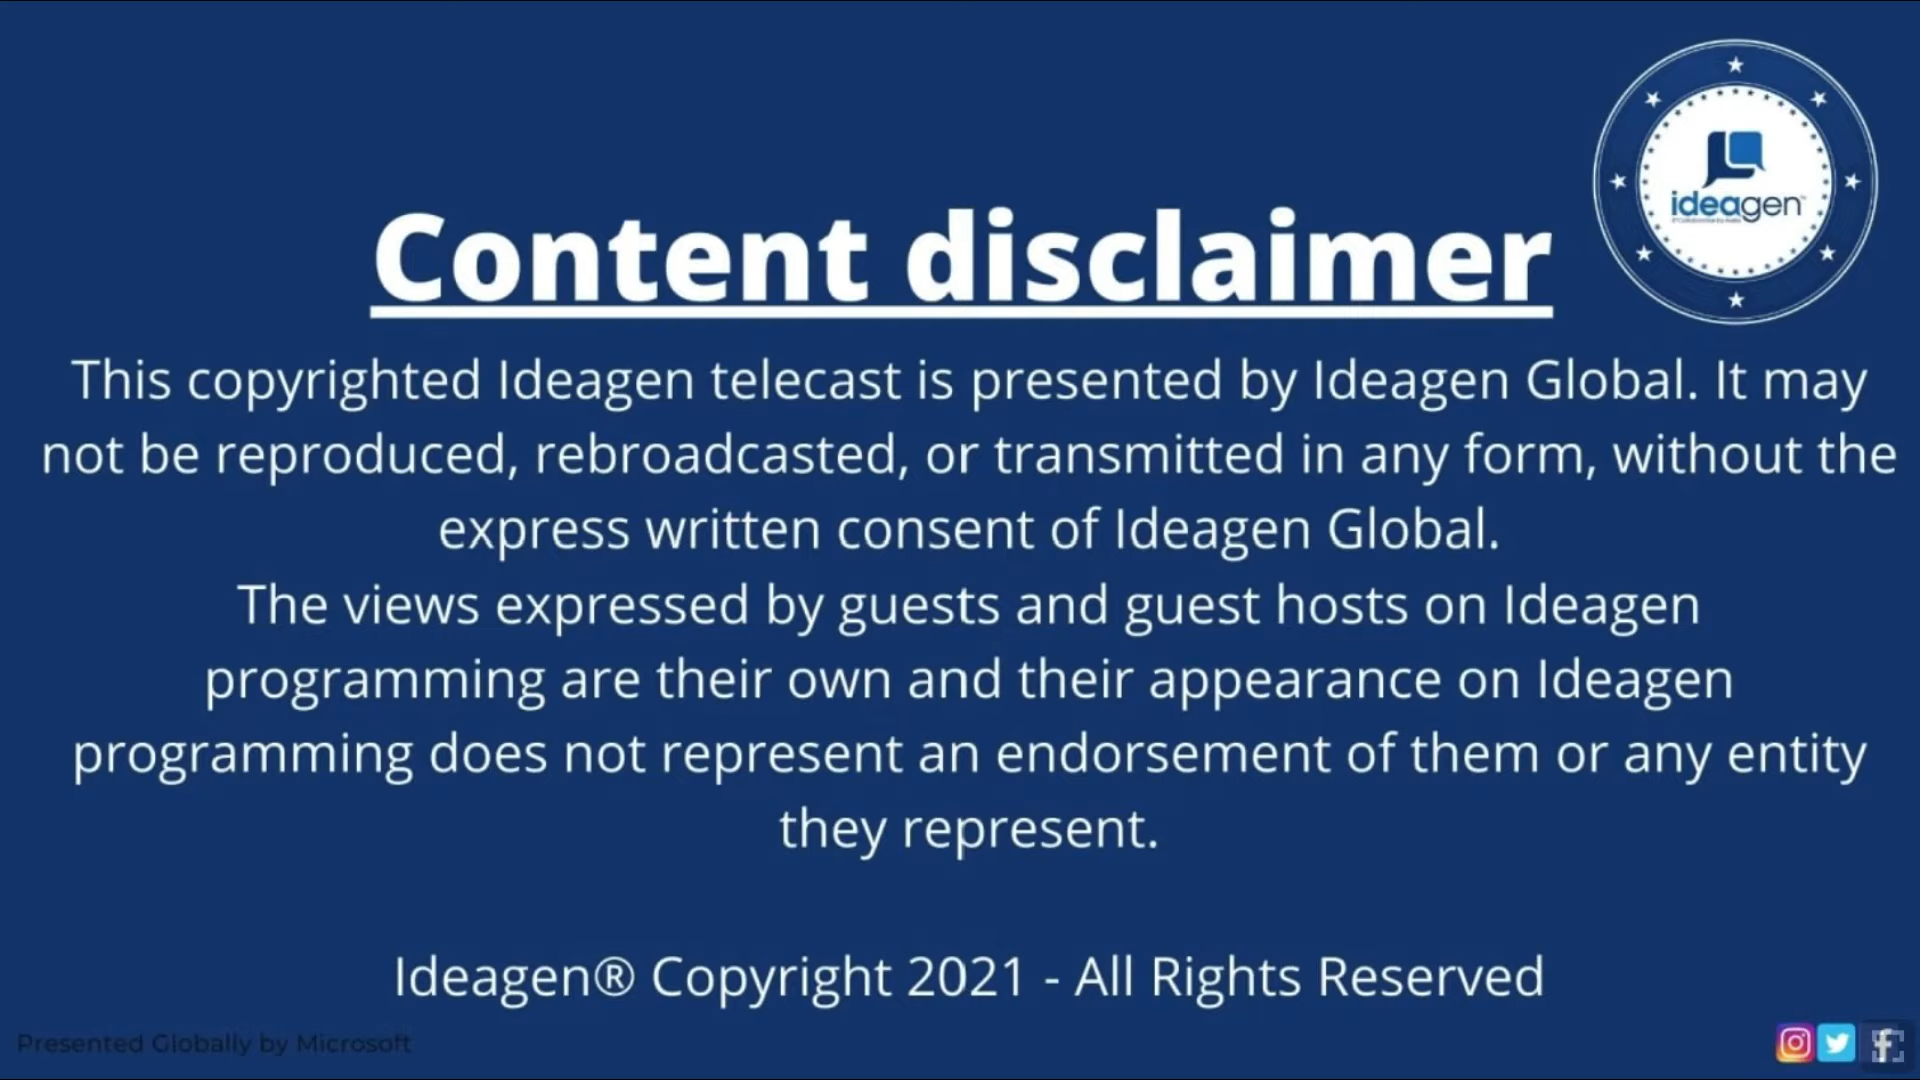 ideagen
Content disclaimer
This copyrighted Ideagen telecast is presented by Ideagen Global. It may
not be reproduced, rebroadcasted, or transmitted in any form, without the
express written consent of Ideagen Global.
The views expressed by guests and guest hosts on Ideagen
programming are their own and their appearance on Ideagen
programming does not represent an endorsement of them or any entity
they represent.
Ideagen® Copyright 2021 - All Rights Reserved
Presented Globally by Microsoft